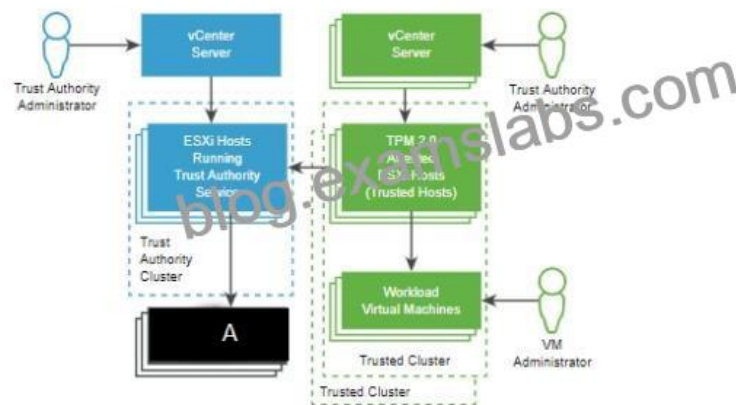 vCenter
Server
vCenter
Server
Trust Authority
Administrator
Trust Authority
Administrator
ESXi Hosts
Running
Trust Authority
Service
TPM 2.0
ESXi Hosts
(Trusted Hosts)
blog.examslabs.com
Trust
Authority
Cluster
Workload
Virtual Machines
A
Trusted Cluster
VM
Administrator
Trusted Cluster